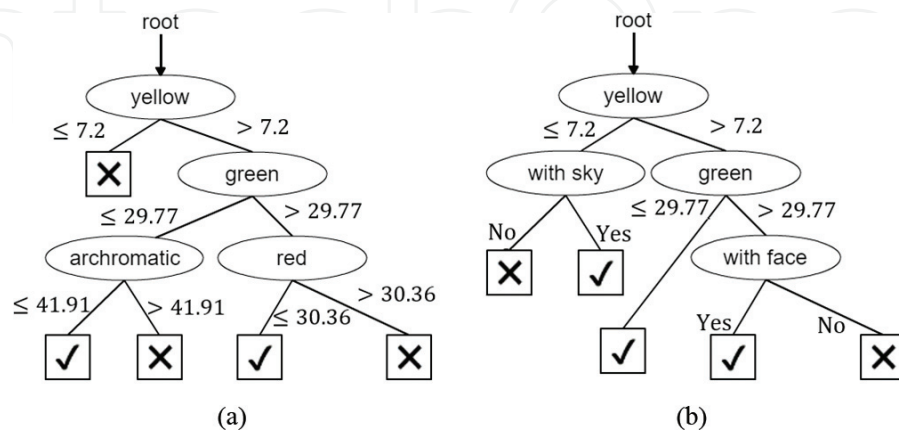 root
yellow
≤ 7.2
> 7.2
green
≤ 29.77
> 29.77
archromatic
red
≤ 41.91
> 41.91
≤ 30.36
> 30.36
(a)
root
yellow
≤ 7.2
> 7.2
with sky
green
≤ 29.77
> 29.77
No
Yes
with face
Yes
No
(b)